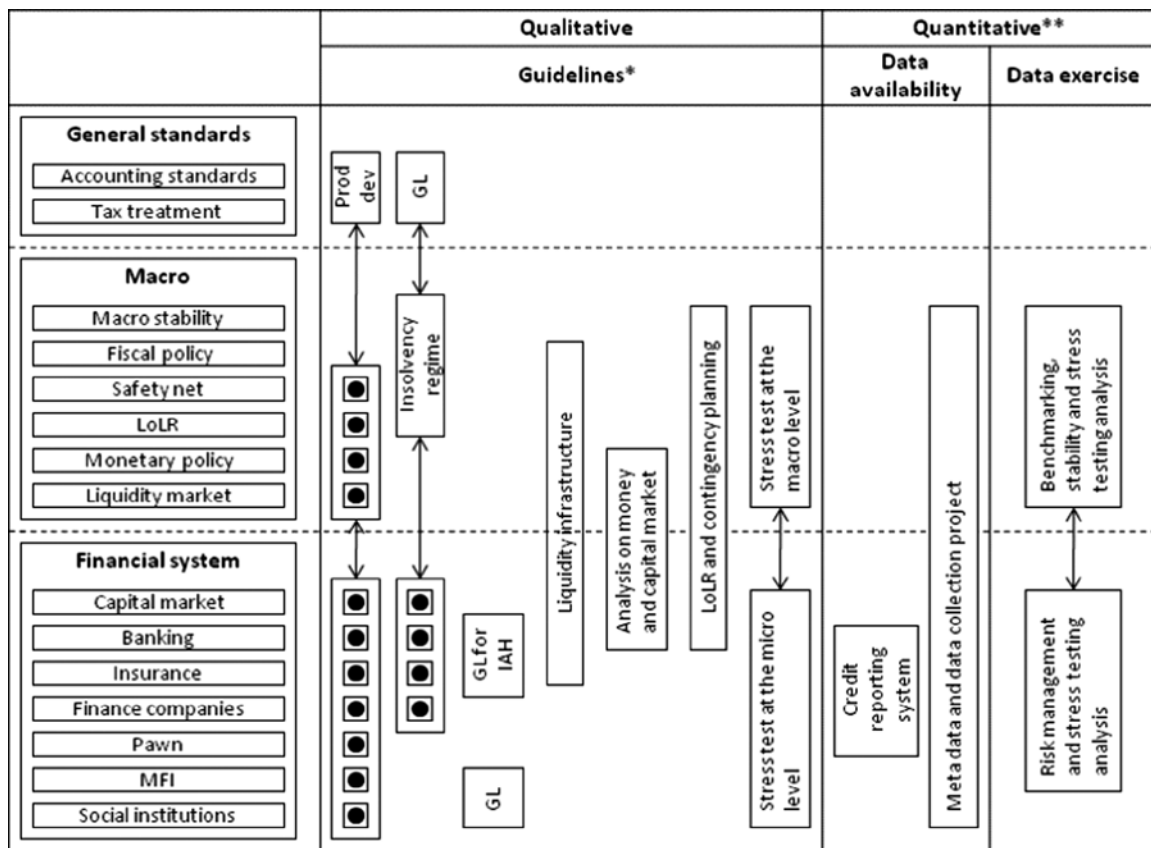 Qualitative
Quantitative**
Guidelines*
Data
availability
Data exercise
General standards
Accounting standards
Tax treatment
Prod
dev
GL
Macro
Macro stability
Fiscal policy
Safety net
LoLR
Monetary policy
Liquidity market
Insolvency
regime
Liquidity infrastructure
Analysis on money
and capital market
LoLR and contingency planning
Stress test at the
macro level
Meta data and data collection project
Benchmarking,
stability and stress
testing analysis
Financial system
Capital market
Banking
Insurance
Finance companies
Pawn
MFI
Social institutions
GL for
IAH
GL
Stress test at the micro
level
Credit
reporting
system
Risk management
and stress testing
analysis